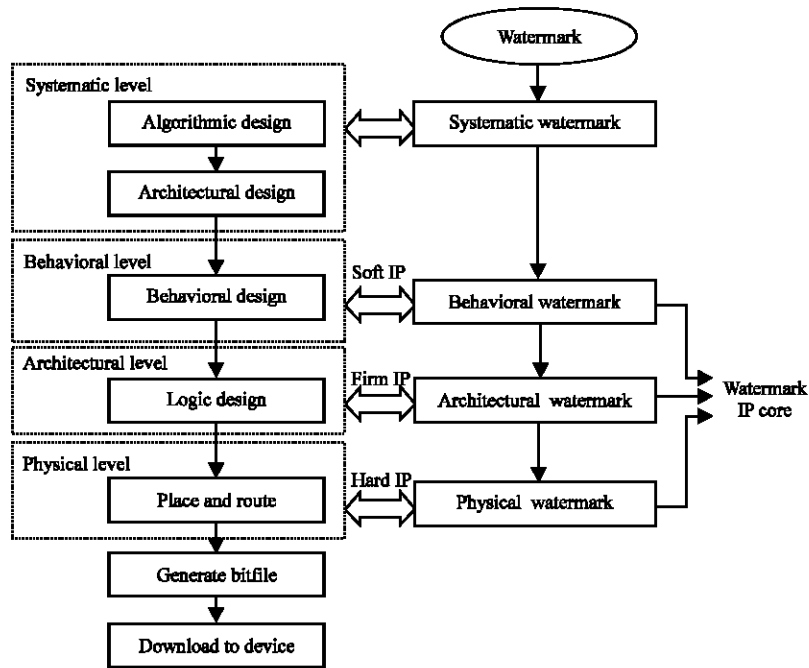 Watermark
Systematic level
Algorithmic design
Systematic watermark
Architectural design
Behavioral level
Soft IP
Behavioral design
Behavioral watermark
Architectural level
Firm IP
Logic design
Architectural watermark
Watermark
IP core
Physical level
Hard IP
Place and route
Physical watermark
Generate bitfile
Download to device